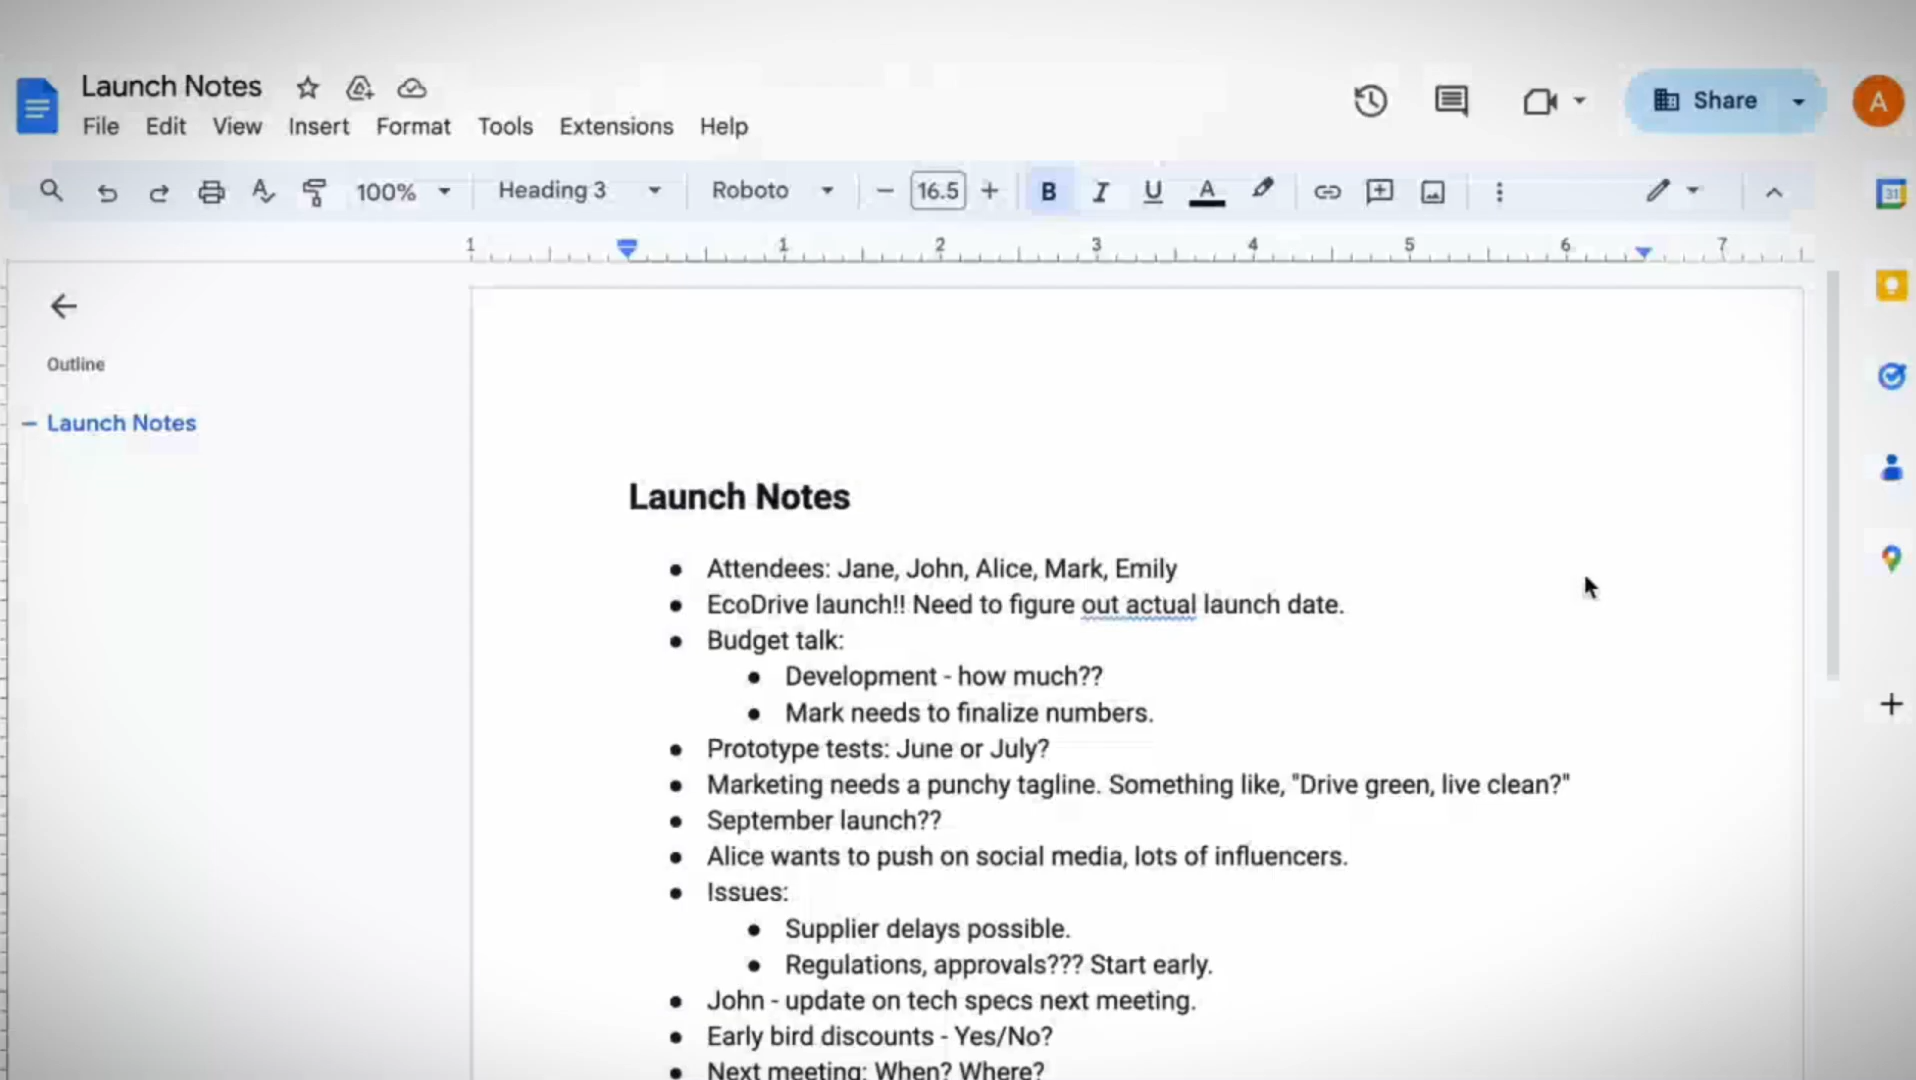 Launch Notes
File Edit View Insert Format Tools Extensions Help
Share
A
100% Heading 3 Roboto 16.5 B I U A
31
1 1 2 3 4 5 6 7
Outline
Launch Notes
Launch Notes
Attendees: Jane, John, Alice, Mark, Emily
EcoDrive launch!! Need to figure out actual launch date.
Budget talk:
Development - how much??
Mark needs to finalize numbers.
Prototype tests: June or July?
Marketing needs a punchy tagline. Something like, "Drive green, live clean?"
September launch??
Alice wants to push on social media, lots of influencers.
Issues:
Supplier delays possible.
Regulations, approvals??? Start early.
John - update on tech specs next meeting.
Early bird discounts - Yes/No?
Next meeting: When? Where?